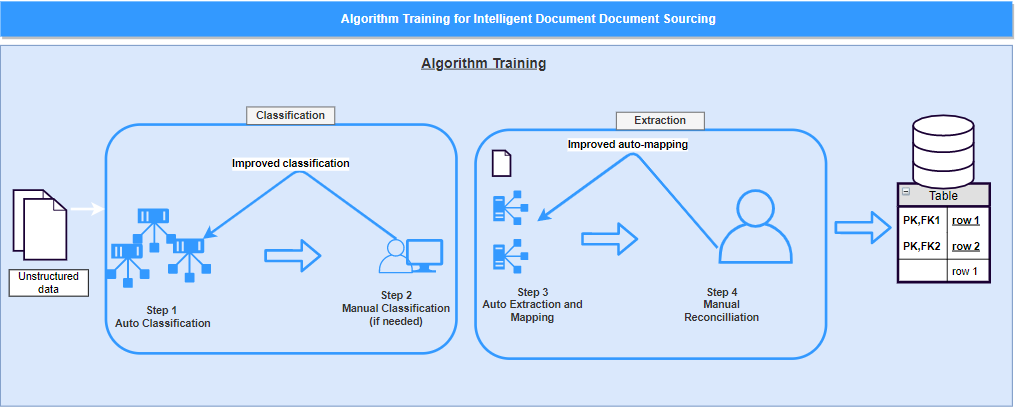 Algorithm Training for Intelligent Document Document Sourcing
Algorithm Training
Classification
Improved classification
Unstructured
data
Step 1
Auto Classification
Step 2
Manual Classification
(if needed)
Extraction
Improved auto-mapping
Step 3
Auto Extraction and
Mapping
Step 4
Manual
Reconcilliation
Table
PK,FK1 row 1
PK,FK2 row 2
row 1